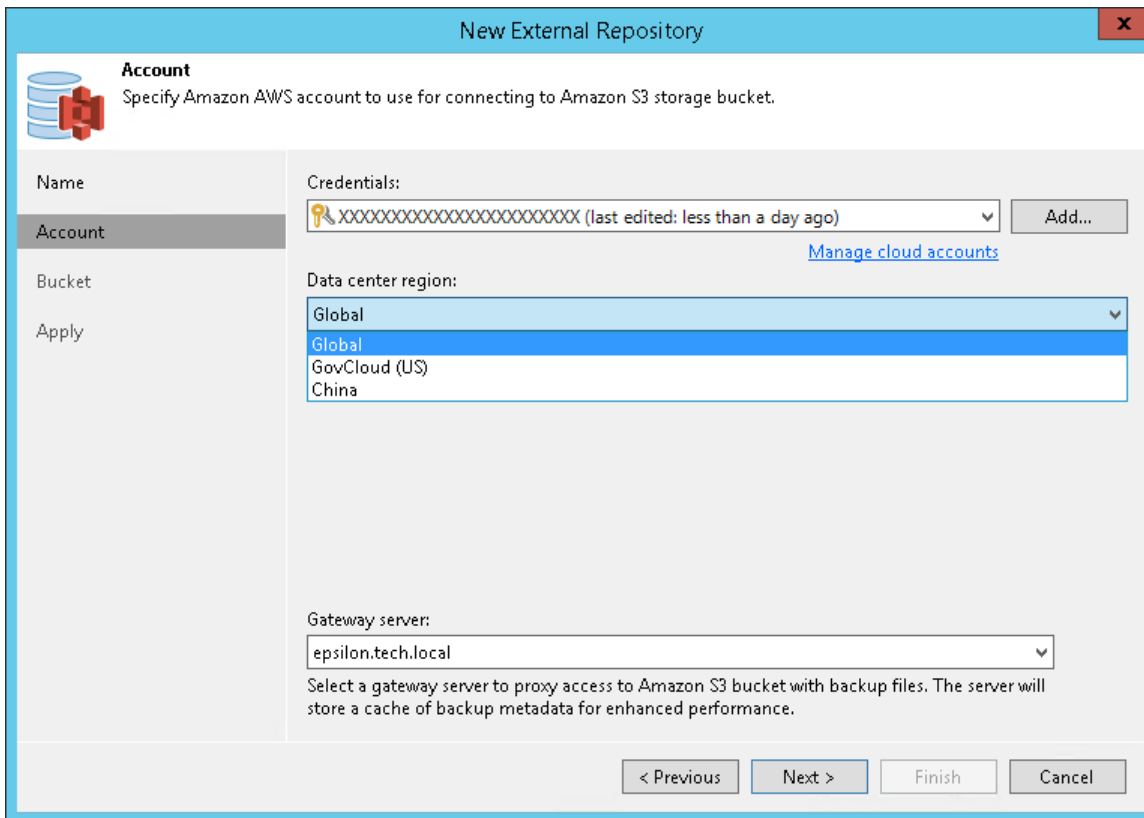 New External Repository
x
Account
Specify Amazon AWS account to use for connecting to Amazon S3 storage bucket.
Name
Account
Bucket
Apply
Credentials:
XXXXXXXXXXXXXXXXXXXXXXX (last edited: less than a day ago)
Add...
Manage cloud accounts
Data center region:
Global
Global
GovCloud (US)
China
Gateway server:
epsilon.tech.local
Select a gateway server to proxy access to Amazon S3 bucket with backup files. The server will
store a cache of backup metadata for enhanced performance.
< Previous
Next >
Finish
Cancel